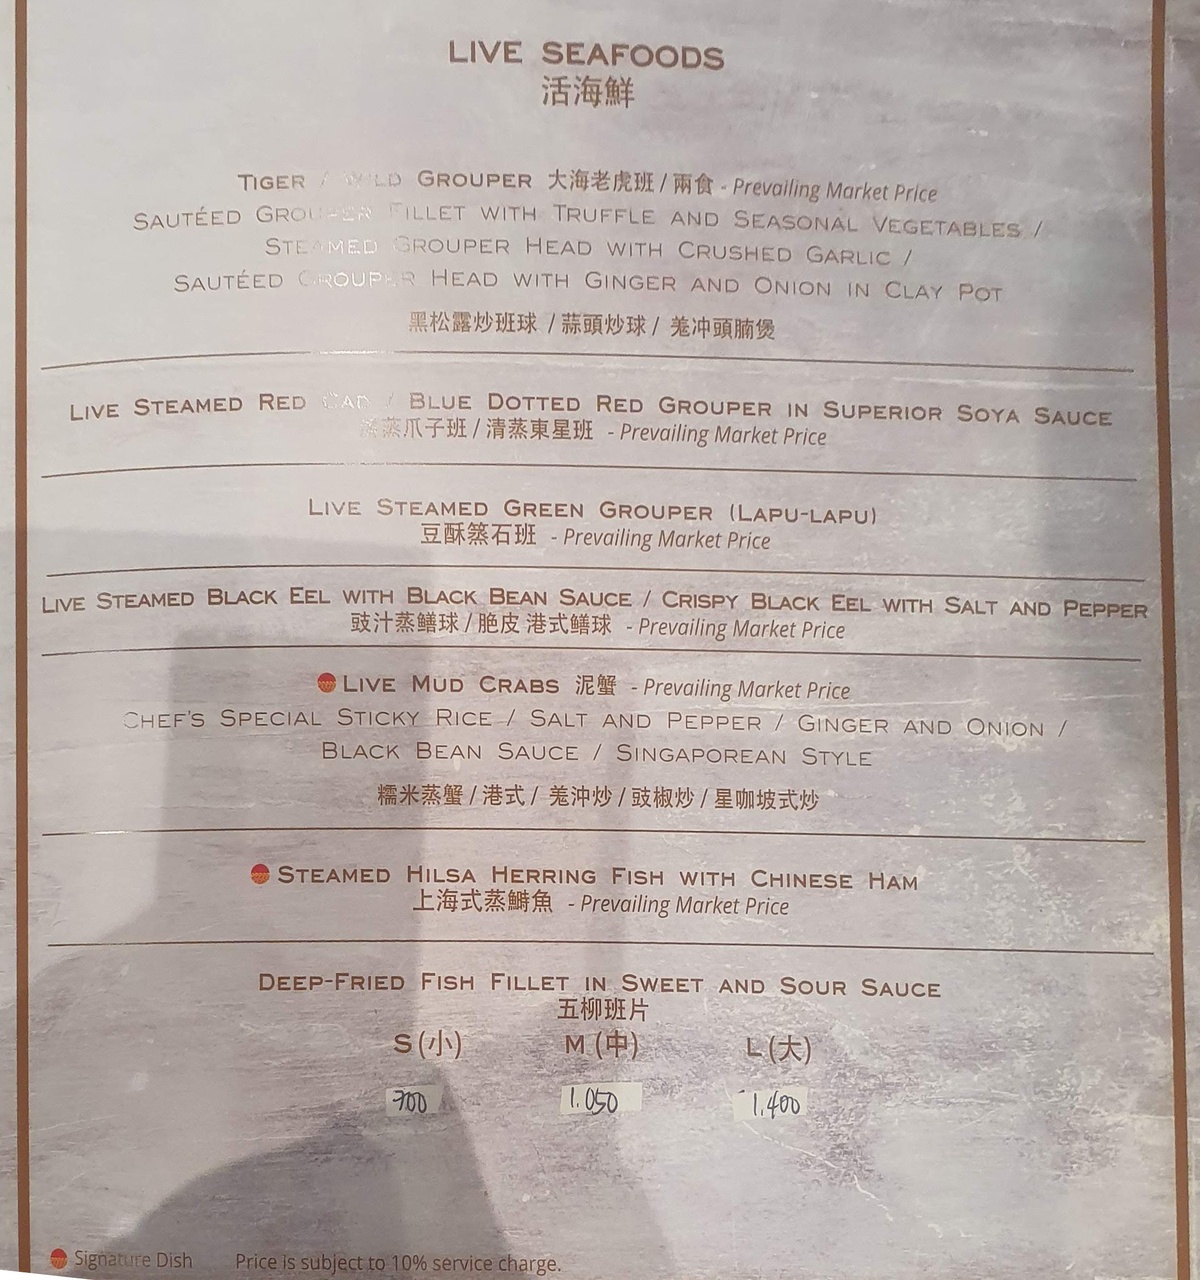 LIVE SEAFOODS
活海鮮
TIGER / WILD GROUPER 大海老虎班 / 兩食 - Prevailing Market Price
SAUTÉED GROUPER FILLET WITH TRUFFLE AND SEASONAL VEGETABLES /
STEAMED GROUPER HEAD WITH CRUSHED GARLIC /
SAUTÉED GROUPER HEAD WITH GINGER AND ONION IN CLAY POT
黑松露炒班球 / 蒜頭炒球 / 羗冲頭腩煲
LIVE STEAMED RED CAP / BLUE DOTTED RED GROUPER IN SUPERIOR SOYA SAUCE
清蒸爪子班 / 清蒸東星班 - Prevailing Market Price
LIVE STEAMED GREEN GROUPER (LAPU-LAPU)
豆酥石班 - Prevailing Market Price
LIVE STEAMED BLACK EEL WITH BLACK BEAN SAUCE / CRISPY BLACK EEL WITH SALT AND PEPPER
豉汁蒸鱔球 / 脆皮 港式鱔球 - Prevailing Market Price
LIVE MUD CRABS 泥蟹 - Prevailing Market Price
CHEF'S SPECIAL STICKY RICE / SALT AND PEPPER / GINGER AND ONION /
BLACK BEAN SAUCE / SINGAPOREAN STYLE
糯米蒸蟹 / 港式 / 羗沖炒 / 豉椒炒 / 星咖坡式炒
STEAMED HILSA HERRING FISH WITH CHINESE HAM
上海式蒸鰣魚 - Prevailing Market Price
DEEP-FRIED FISH FILLET IN SWEET AND SOUR SAUCE
五柳班片
S (小) M (中) L (大)
700 1.050 1.400
Signature Dish Price is subject to 10% service charge.